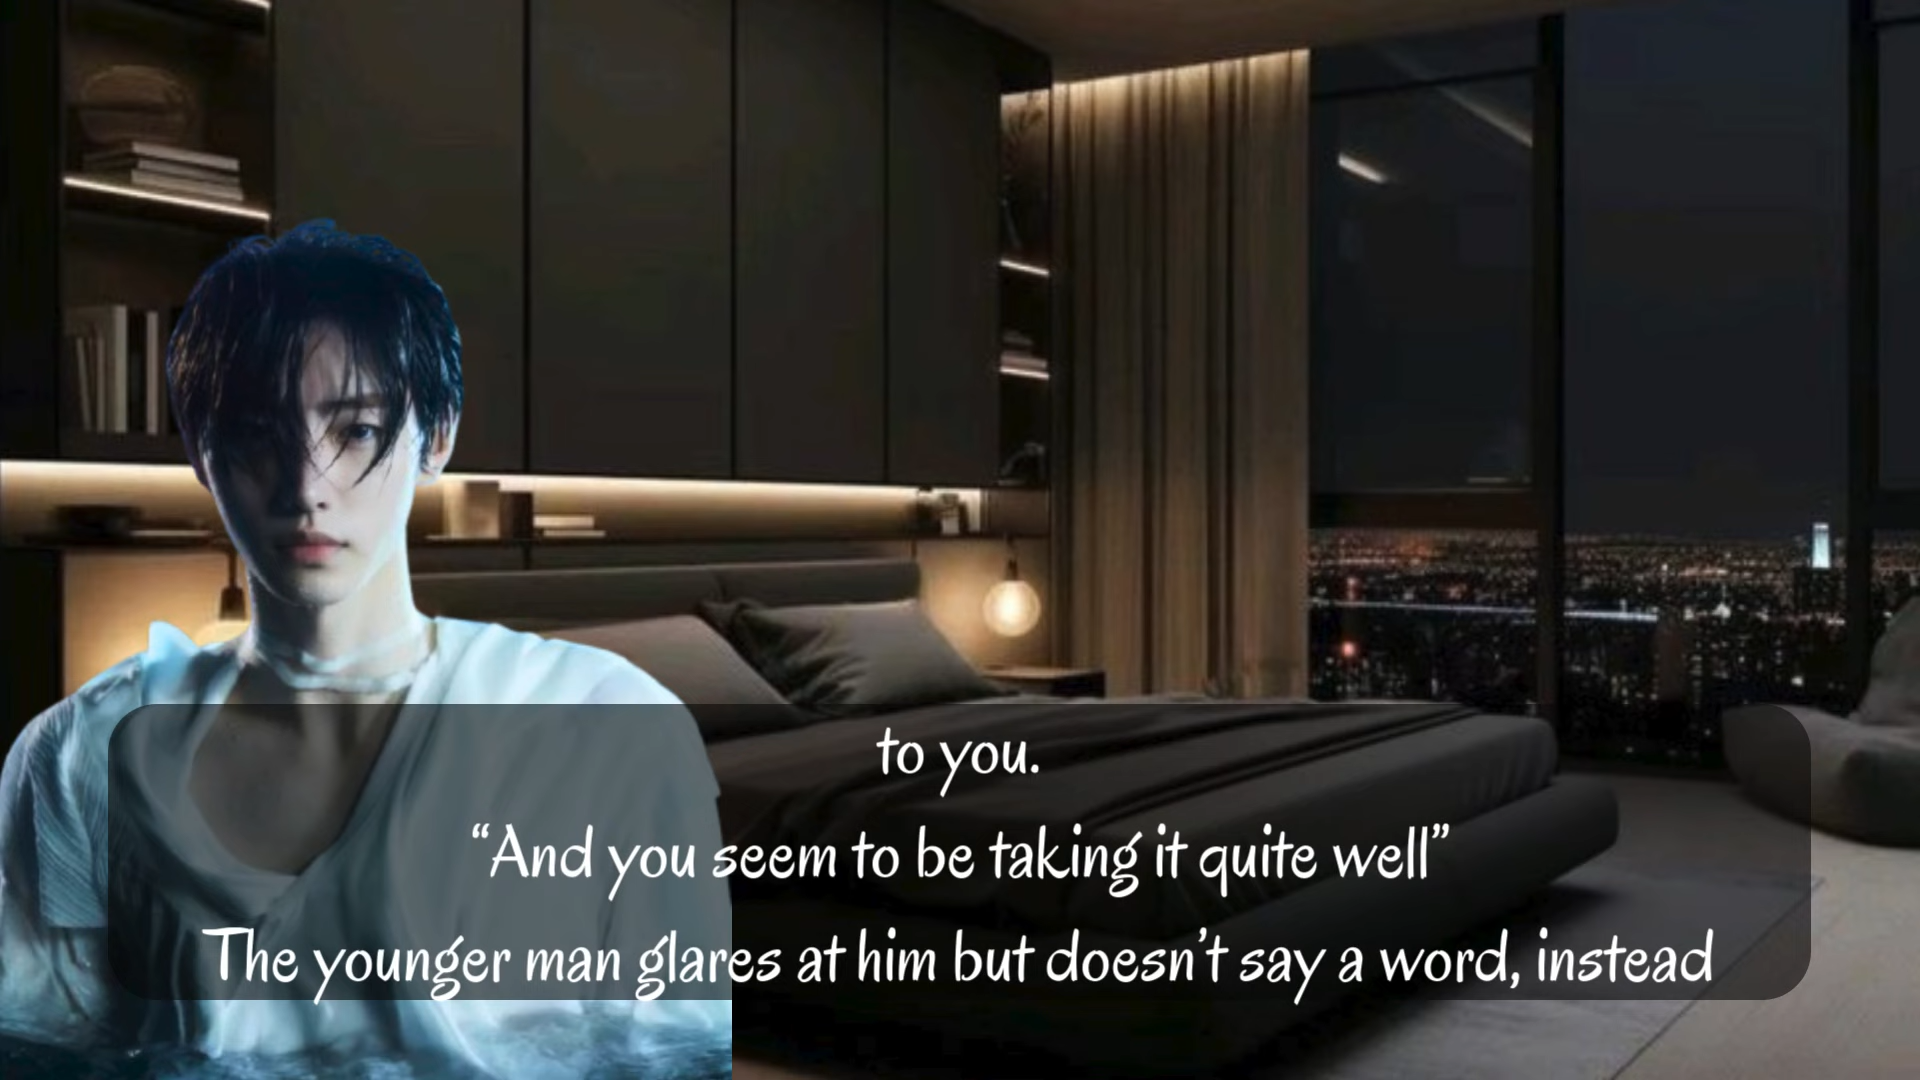 to you.
“And you seem to be taking it quite well”
The younger man glares at him but doesn’t say a word, instead